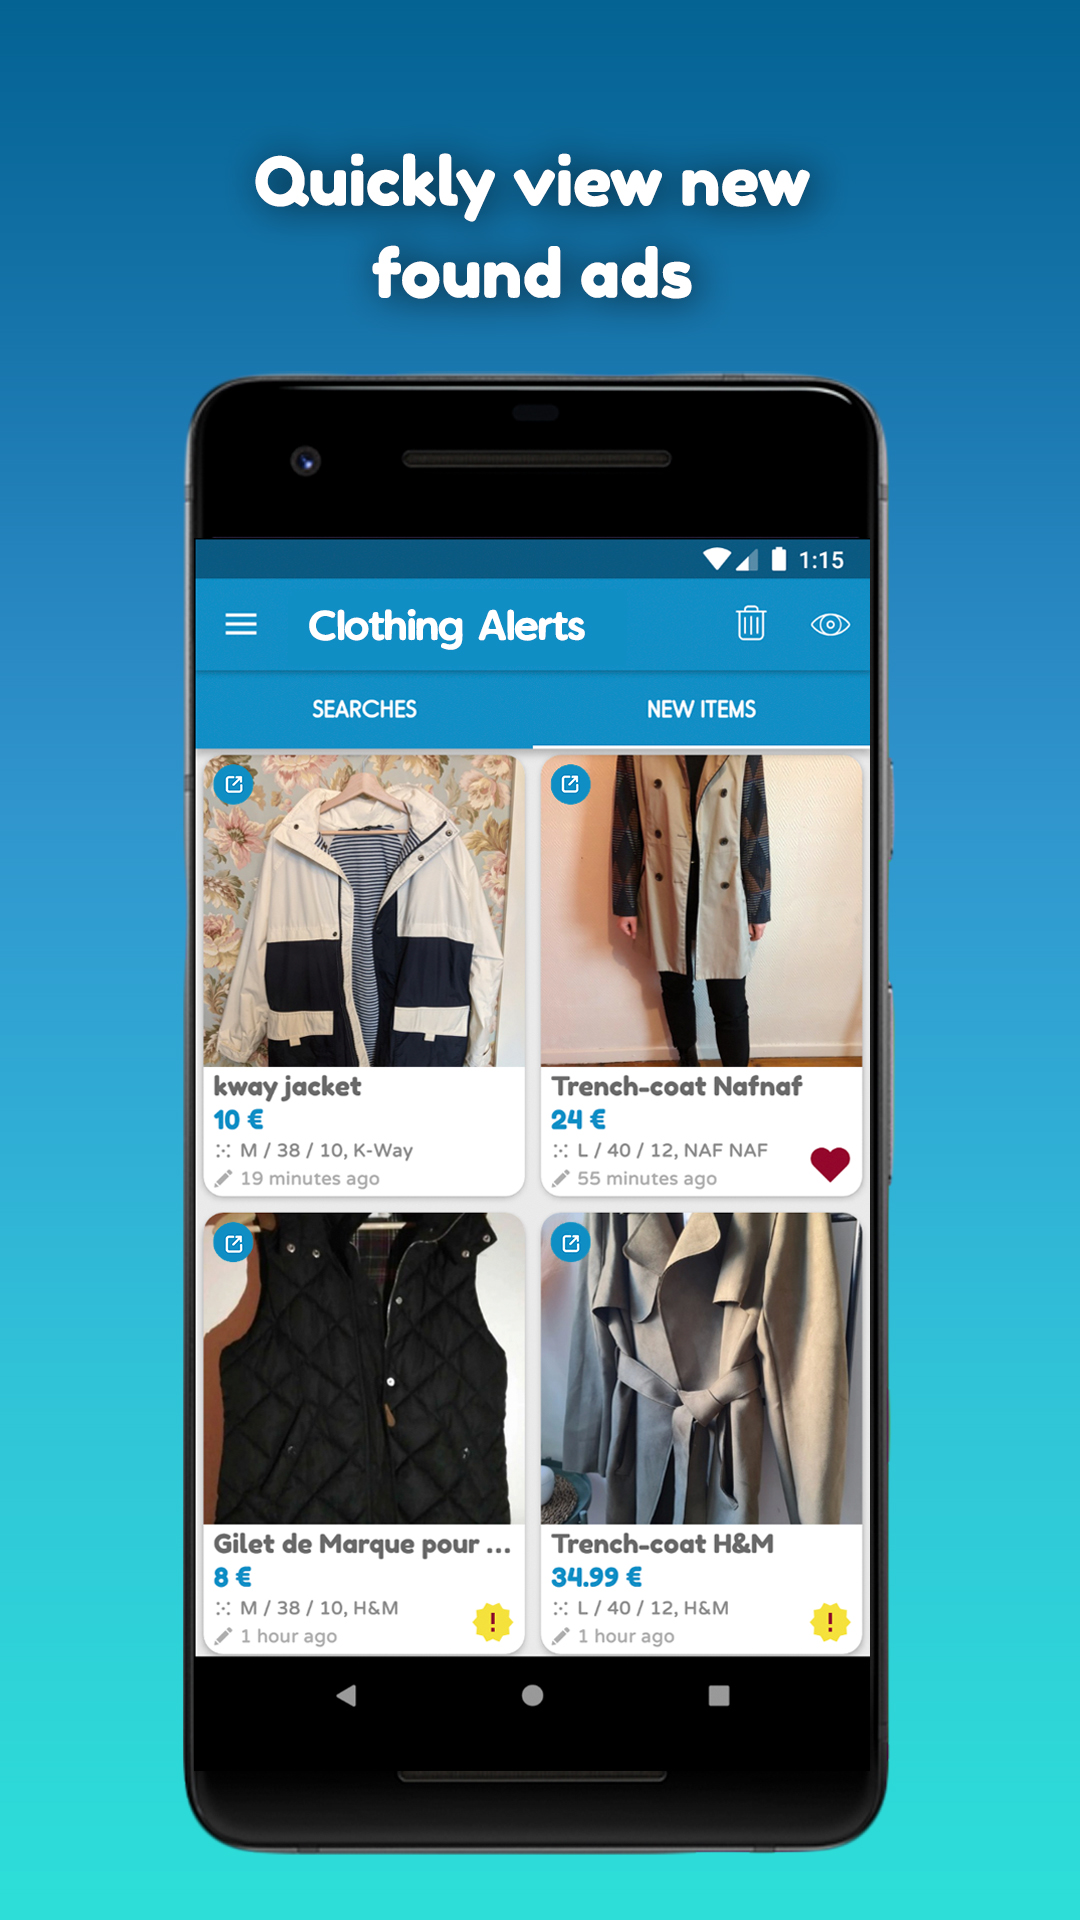 Quickly view new
found ads
1:15
Clothing Alerts
SEARCHES
NEW ITEMS
kway jacket
10 €
M / 38 / 10, K-Way
19 minutes ago
Trench-coat Nafnaf
24 €
L / 40 / 12, NAF NAF
55 minutes ago
Gilet de Marque pour ...
8 €
M / 38 / 10, H&M
!
1 hour ago
Trench-coat H&M
34.99 €
L / 40 / 12, H&M
!
1 hour ago